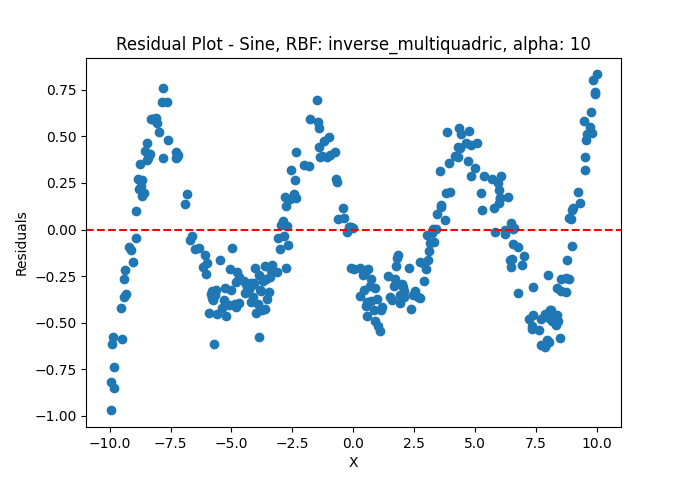 Residual Plot - Sine, RBF: inverse_multiquadric, alpha: 10
Residuals
0.75
0.50
0.25
0.00
−0.25
−0.50
−0.75
−1.00
−10.0 −7.5 −5.0 −2.5 0.0 2.5 5.0 7.5 10.0
X